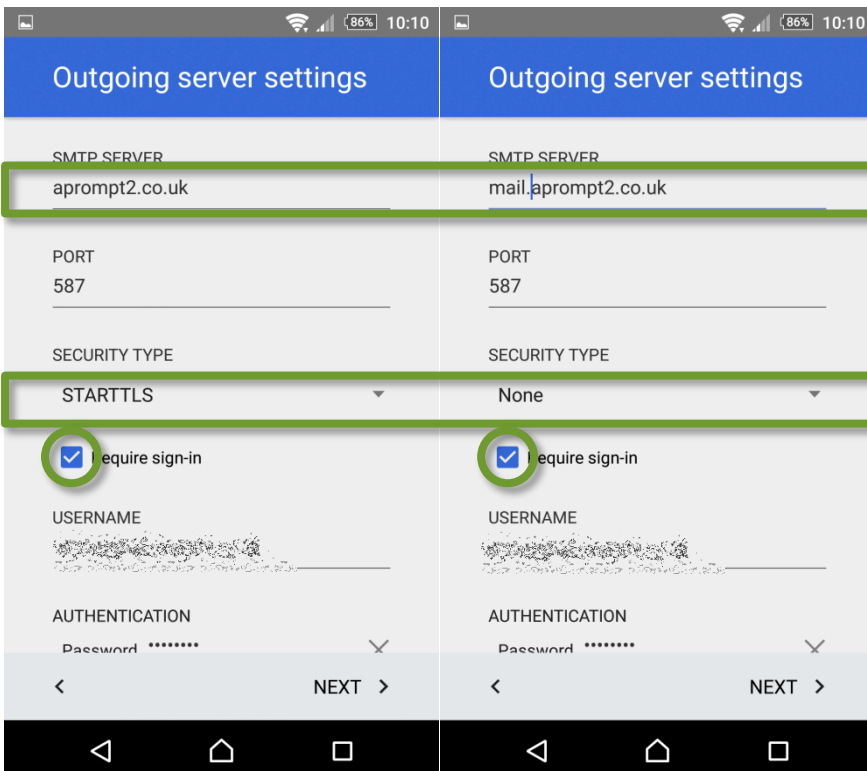 86% 10:10
Outgoing server settings
SMTP SERVER
aprompt2.co.uk
PORT
587
SECURITY TYPE
STARTTLS
Require sign-in
USERNAME
AUTHENTICATION
Password ••••••••
NEXT
86% 10:10
Outgoing server settings
SMTP SERVER
mail.aprompt2.co.uk
PORT
587
SECURITY TYPE
None
Require sign-in
USERNAME
AUTHENTICATION
Password ••••••••
NEXT